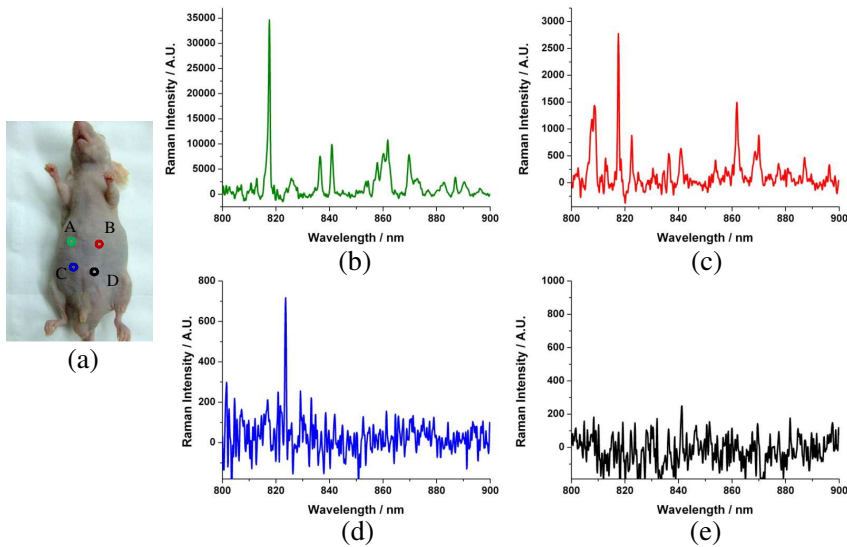 A
B
C
D
(a)
Raman Intensity / A.U.
35000
30000
25000
20000
15000
10000
5000
0
800 820 840 860 880 900
Wavelength / nm
(b)
Raman Intensity / A.U.
3000
2500
2000
1500
1000
500
0
800 820 840 860 880 900
Wavelength / nm
(c)
Raman Intensity / A.U.
800
600
400
200
0
800 820 840 860 880 900
Wavelength / nm
(d)
Raman Intensity / A.U.
1000
800
600
400
200
0
800 820 840 860 880 900
Wavelength / nm
(e)